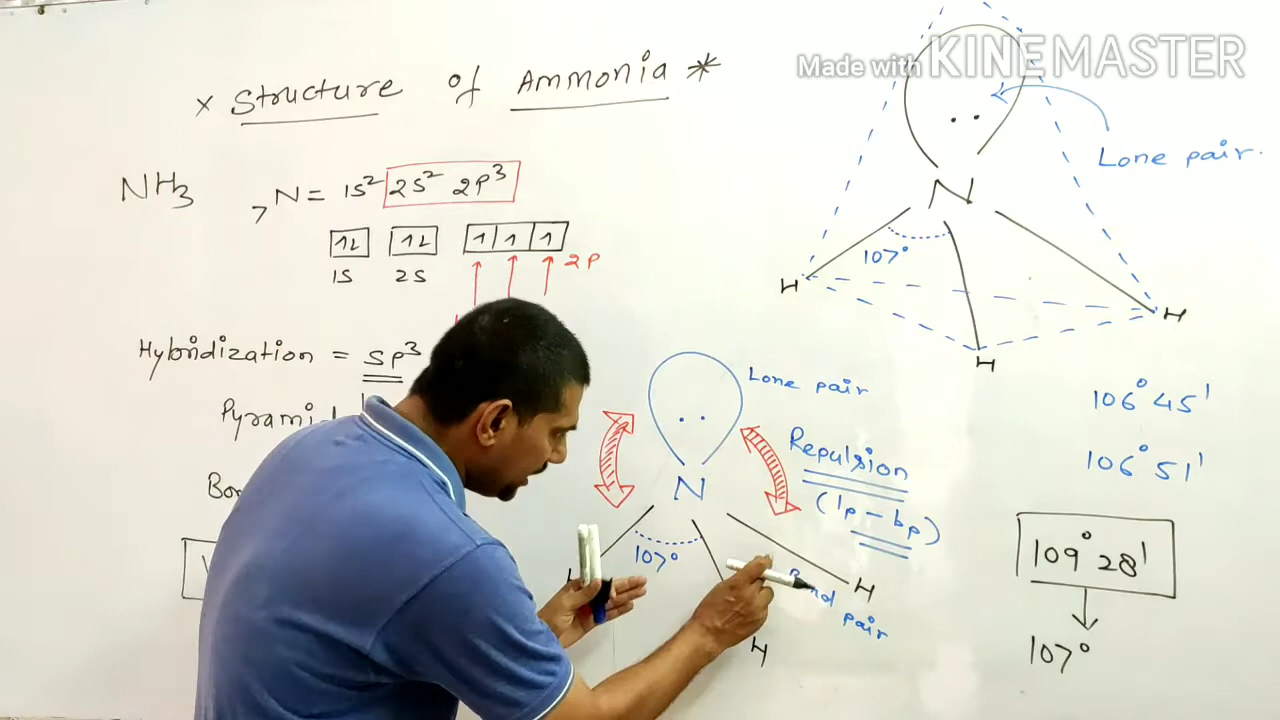 Made with KINEMASTER
* Structure of Ammonia *
NH3
, N = 1S² 2S² 2P³
1S 2S 2P
Hybridization = SP³
Lone pair.
N
107°
H
H
H
Lone pair
N
107°
H
H
Repulsion
(lp - bp)
Bond pair
106° 45'
106° 51'
109° 28'
107°